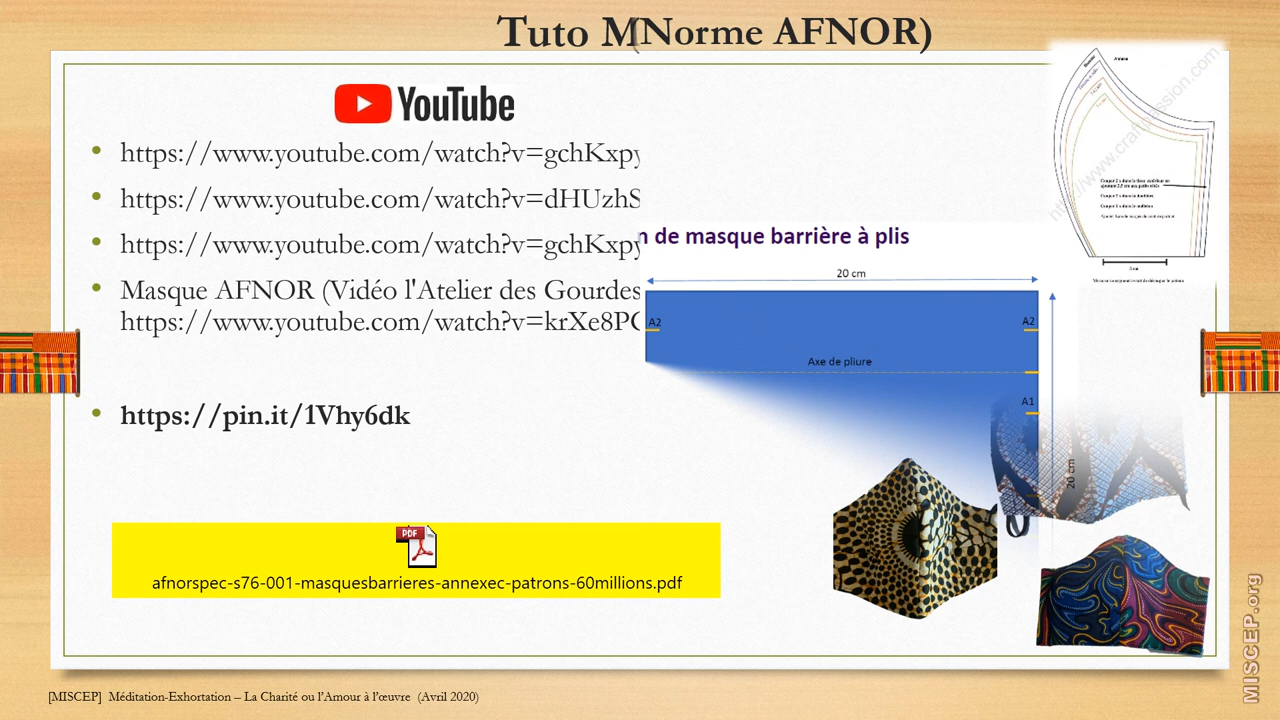 Tuto M(Norme AFNOR)
YouTube
https://www.youtube.com/watch?v=gchKxpy
https://www.youtube.com/watch?v=dHUzhS
https://www.youtube.com/watch?v=gchKxpy
Masque AFNOR (Vidéo l'Atelier des Gourdes
https://www.youtube.com/watch?v=krXe8P
https://pin.it/1Vhy6dk
PDF
afnorspec-s76-001-masquesbarrieres-annexec-patrons-60millions.pdf
de masque barrière à plis
20 cm
A2
A2
Axe de pliure
A1
20 cm
MISCEP.org
[MISCEP] Méditation-Exhortation – La Charité ou l'Amour à l'œuvre (Avril 2020)